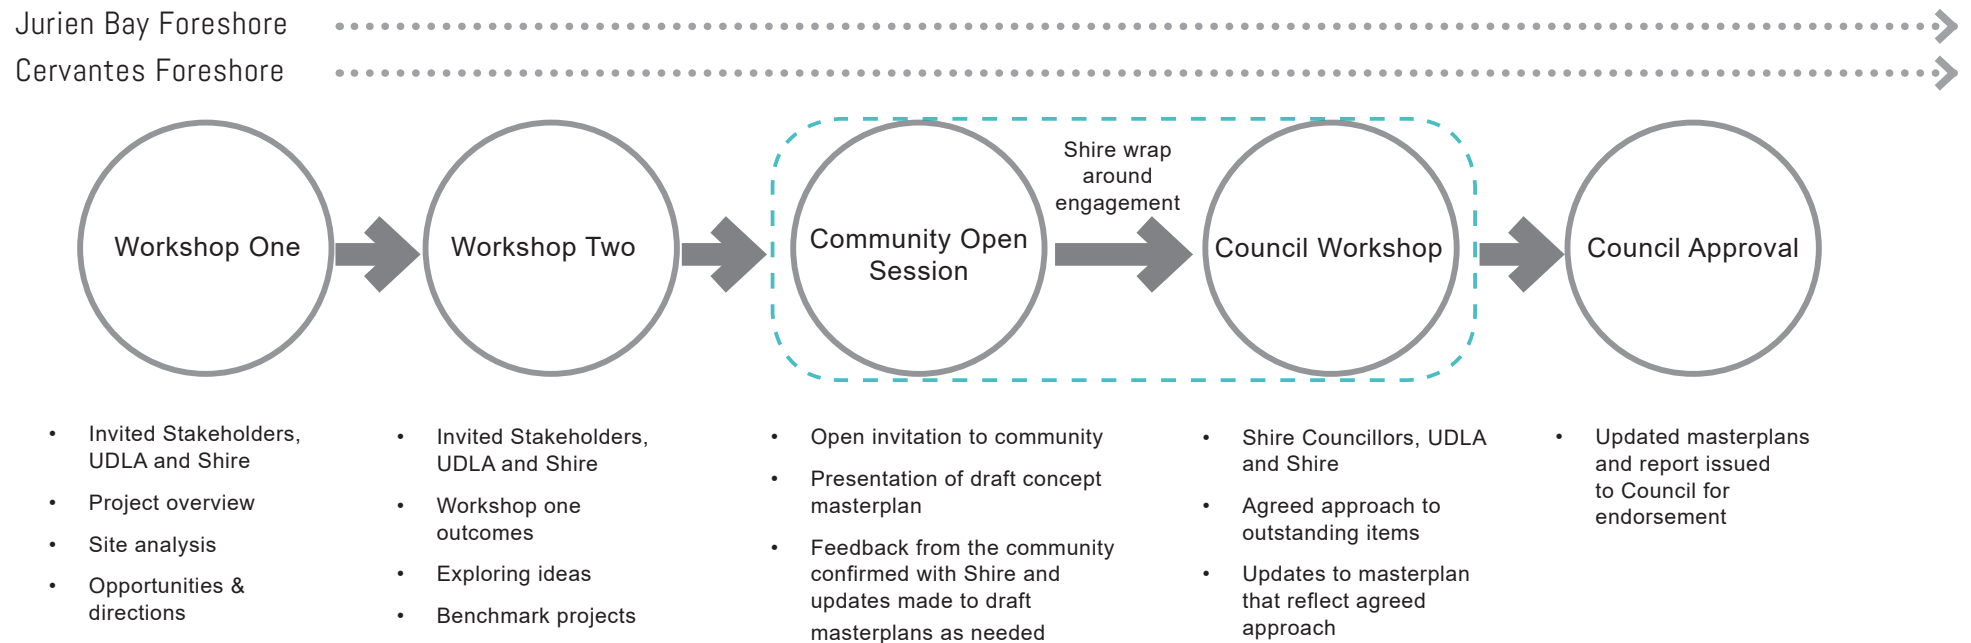 Jurien Bay Foreshore
Cervantes Foreshore
Shire wrap
around
engagement
Workshop One
Workshop Two
Community Open
Session
Council Workshop
Council Approval
• Invited Stakeholders,
UDLA and Shire
• Project overview
• Site analysis
• Opportunities &
directions
• Invited Stakeholders,
UDLA and Shire
• Workshop one
outcomes
• Exploring ideas
• Benchmark projects
• Open invitation to community
• Presentation of draft concept
masterplan
• Feedback from the community
confirmed with Shire and
updates made to draft
masterplans as needed
• Shire Councillors, UDLA
and Shire
• Agreed approach to
outstanding items
• Updates to masterplan
that reflect agreed
approach
• Updated masterplans
and report issued
to Council for
endorsement